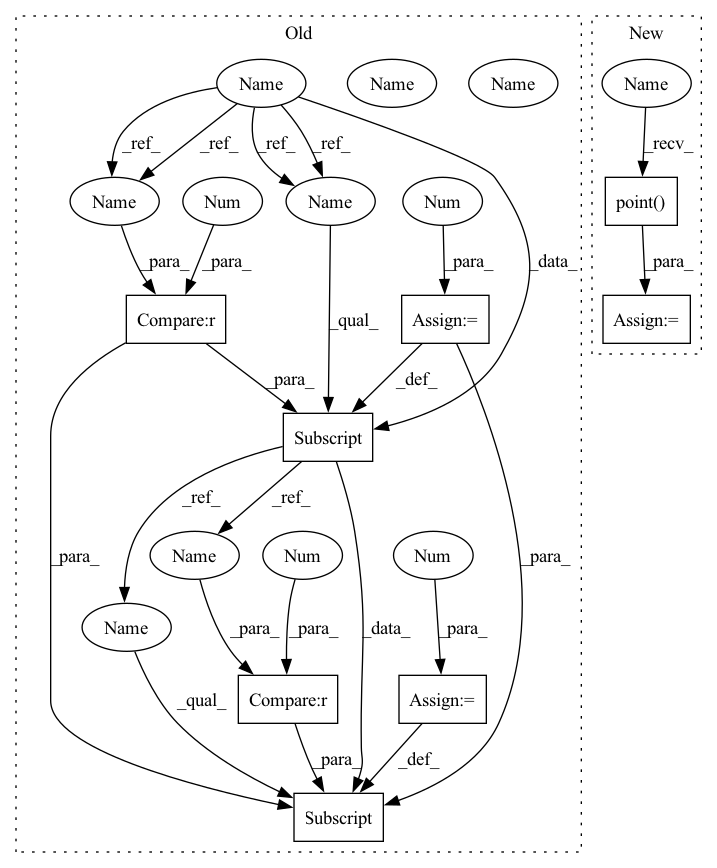 Old
New
Name
Name
Name
Name
_ref_
_ref_
_ref_
_ref_
_recv_
Name
Num
Name
Num
point()
_para_
_para_
_qual_
_para_
_data_
_para_
Compare:r
Assign:=
Assign:=
_para_
_def_
Subscript
_ref_
_ref_
_para_
Name
Num
Num
_para_
Name
_para_
_para_
_data_
_para_
_qual_
Compare:r
Assign:=
_para_
_def_
Subscript